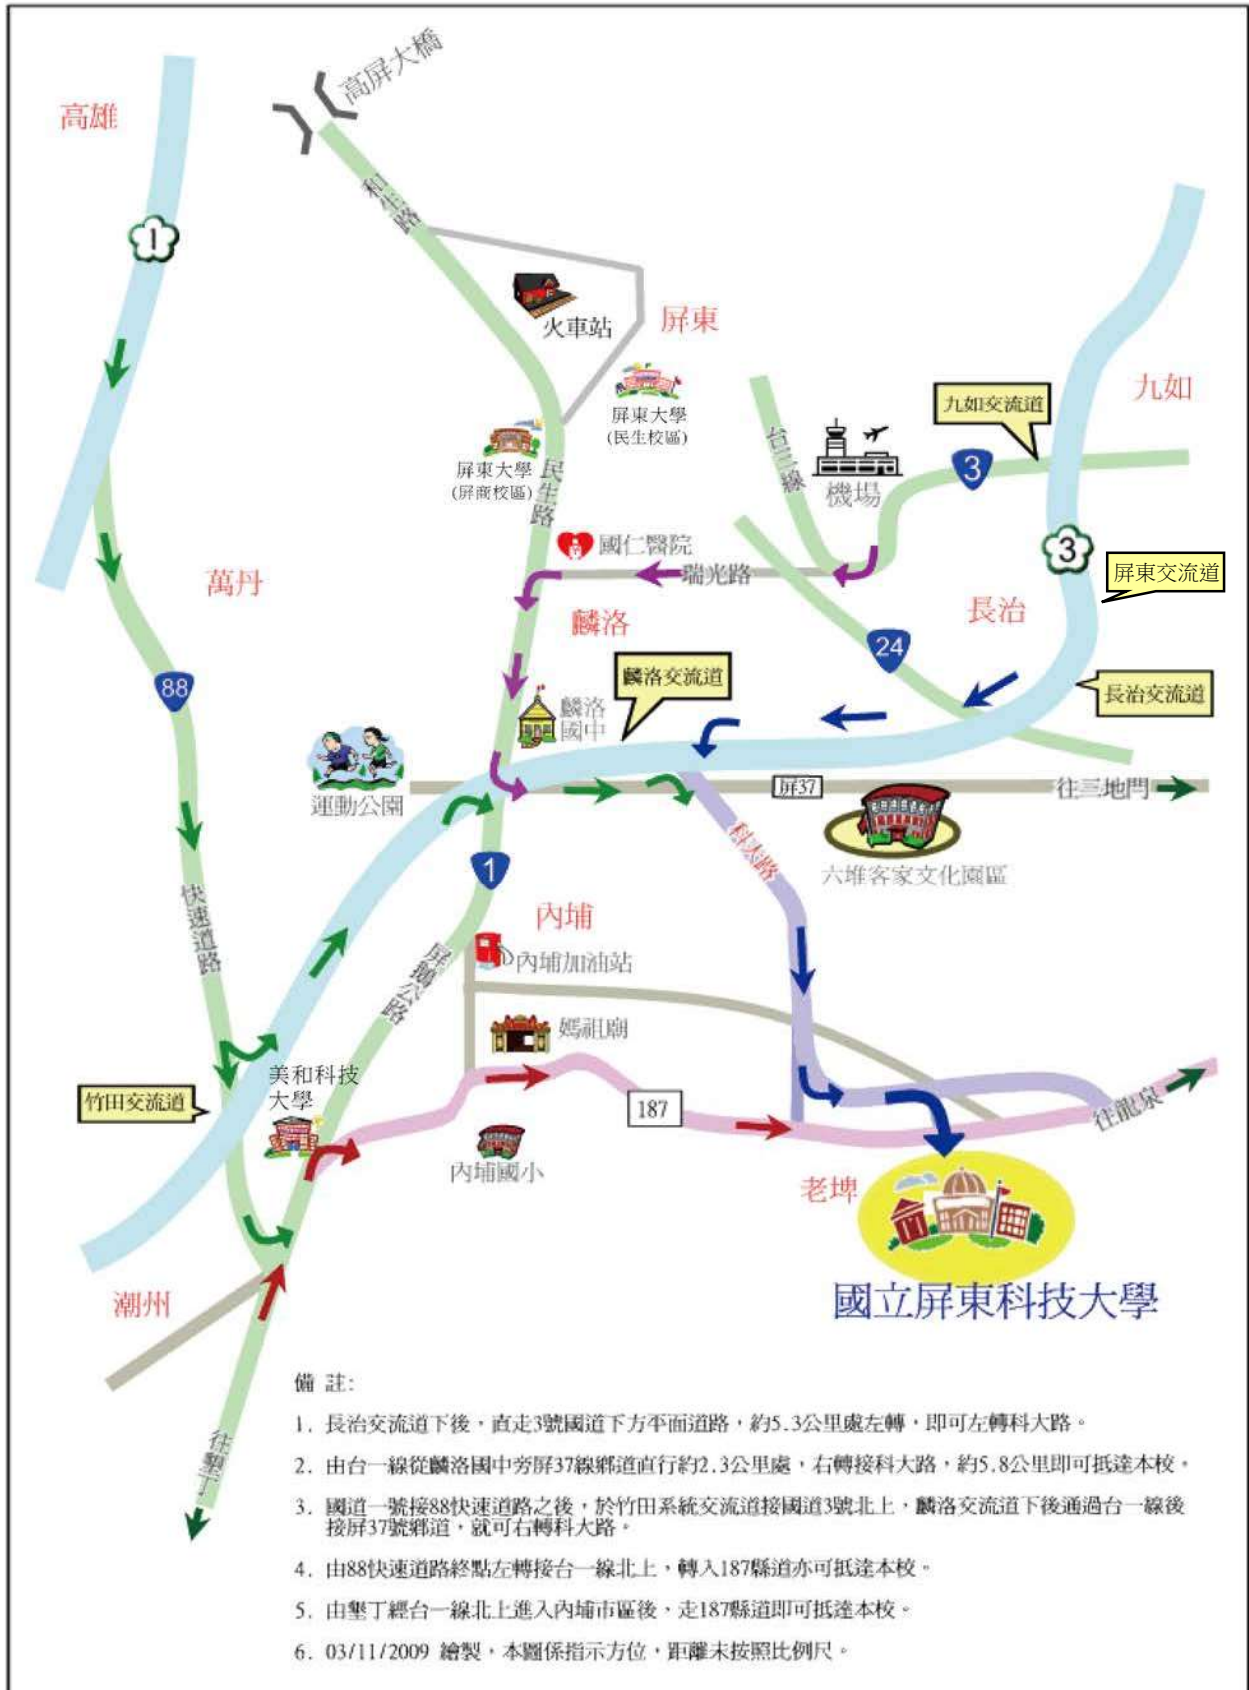 高屏大橋
高雄
和生路
1
火車站
屏東
屏東大學
(民生校區)
九如
九如交流道
台三線
機場
3
屏東大學
(屏商校區)
民生路
國仁醫院
瑞光路
3
屏東交流道
萬丹
麟洛
長治
24
88
麟洛交流道
長治交流道
麟洛
國中
運動公園
屏37
往三地門
科大路
六堆客家文化園區
1
快速道路
內埔
屏鵝公路
內埔加油站
媽祖廟
美和科技
大學
竹田交流道
187
往龍泉
內埔國小
老埤
國立屏東科技大學
潮州
往墾丁
備 註:
1. 長治交流道下後,直走3號國道下方平面道路,約5.3公里處左轉,即可左轉科大路。
2. 由台一線從麟洛國中旁屏37線鄉道直行約2.3公里處,右轉接科大路,約5.8公里即可抵達本校。
3. 國道一號接88快速道路之後,於竹田系統交流道接國道3號北上,麟洛交流道下後通過台一線後
接屏37號鄉道,就可右轉科大路。
4. 由88快速道路終點左轉接台一線北上,轉入187縣道亦可抵達本校。
5. 由墾丁經台一線北上進入內埔市區後、走187縣道即可抵達本校。
6. 03/11/2009 繪製,本圖係指示方位,距離未按照比例尺。